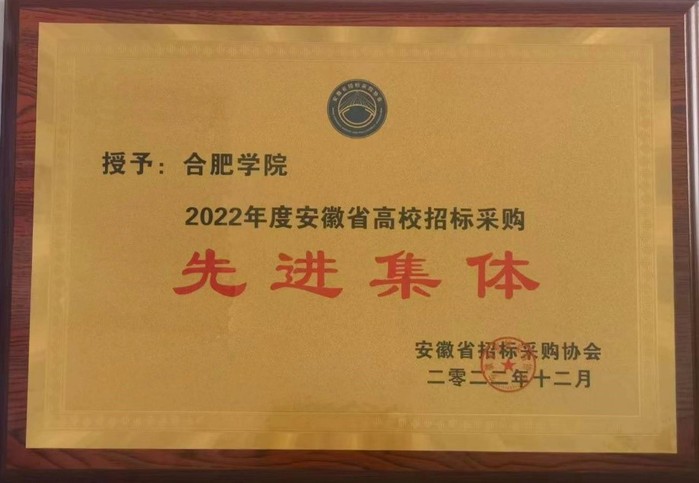 授予：合肥学院
2022年度安徽省高校招标采购
先进集体
安徽省招标采购协会
二零二二年十二月